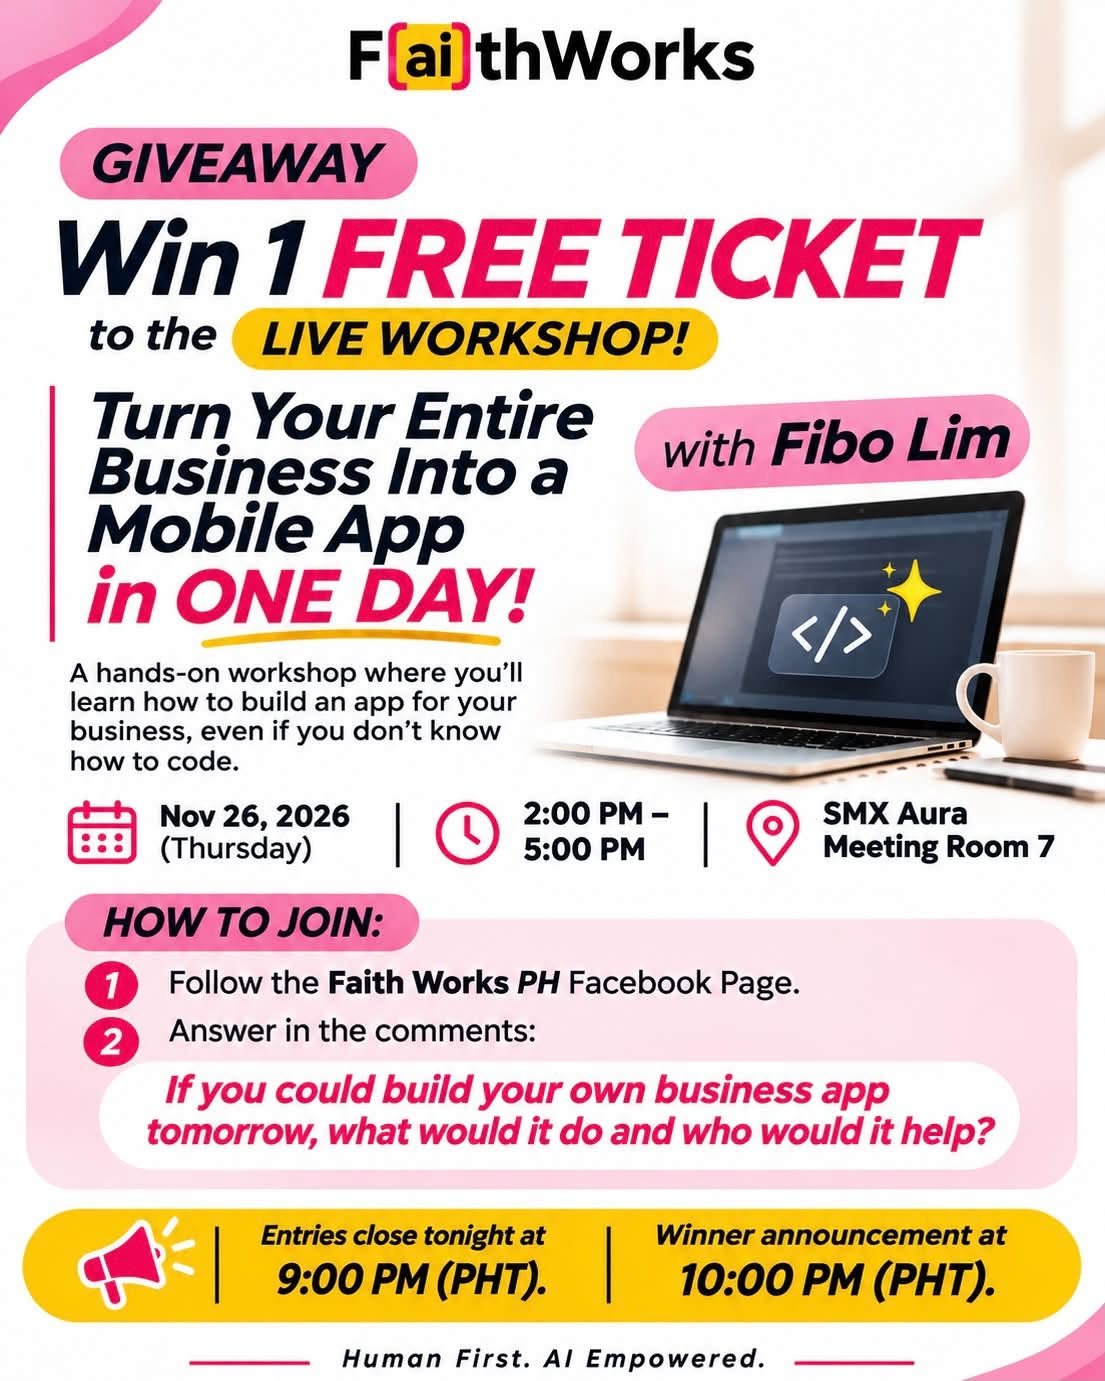 F[ai]thWorks
GIVEAWAY
Win 1 FREE TICKET
to the LIVE WORKSHOP!
Turn Your Entire
Business Into a
Mobile App
in ONE DAY!
with Fibo Lim
</>
A hands-on workshop where you'll
learn how to build an app for your
business, even if you don't know
how to code.
Nov 26, 2026
(Thursday)
2:00 PM –
5:00 PM
SMX Aura
Meeting Room 7
HOW TO JOIN:
1 Follow the Faith Works PH Facebook Page.
2 Answer in the comments:
If you could build your own business app
tomorrow, what would it do and who would it help?
Entries close tonight at
9:00 PM (PHT).
Winner announcement at
10:00 PM (PHT).
Human First. AI Empowered.